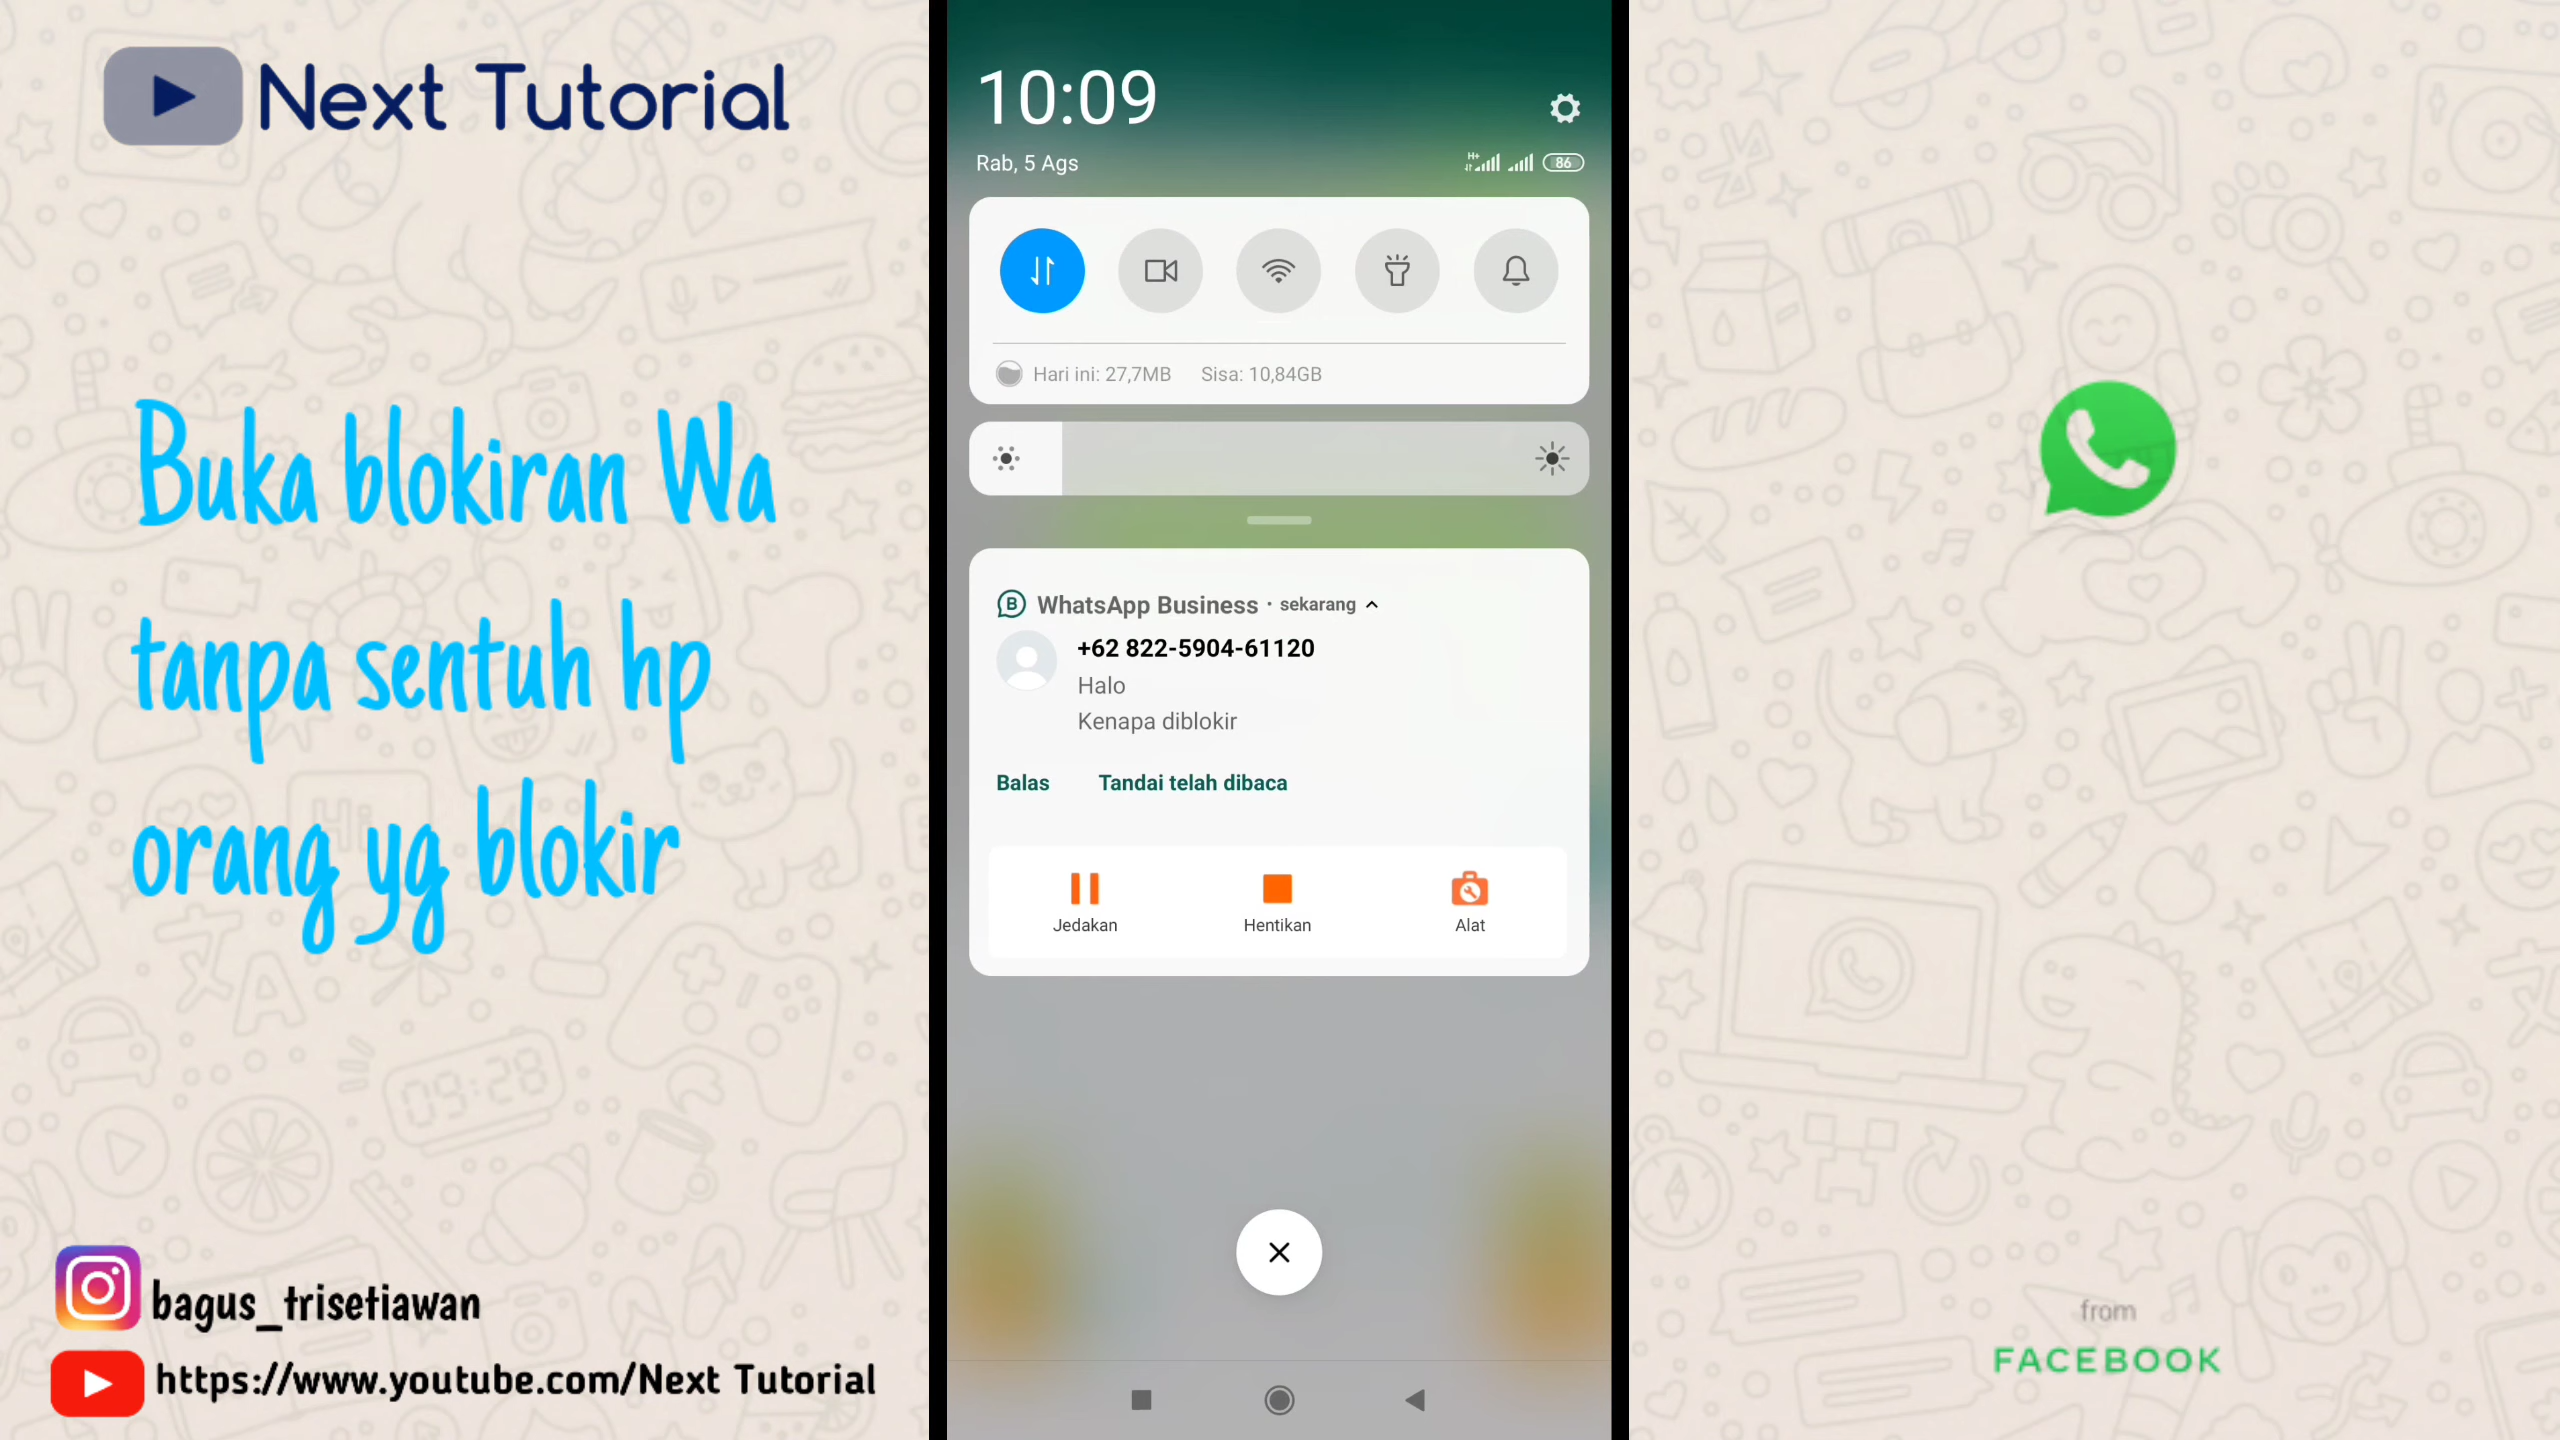 Next Tutorial
Buka blokiran Wa
tanpa sentuh hp
orang yg blokir
bagus_trisetiawan
https://www.youtube.com/Next Tutorial
10:09
Rab, 5 Ags
H+
86
Hari ini: 27,7MB Sisa: 10,84GB
WhatsApp Business · sekarang
+62 822-5904-61120
Halo
Kenapa diblokir
Balas Tandai telah dibaca
Jedakan Hentikan Alat
from
FACEBOOK
09:28